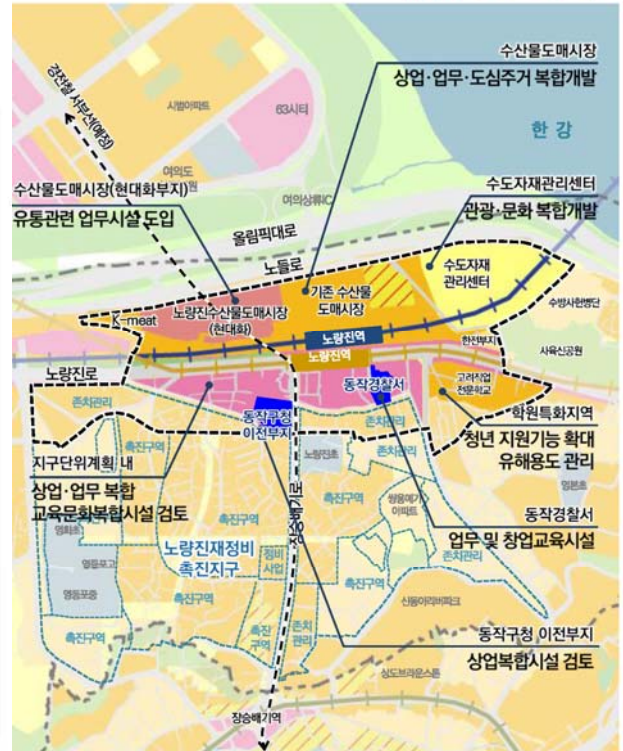 경전철 서부선(예정)
시범아파트
63시티
수산물도매시장
상업·업무·도심주거 복합개발
한강
여의도
원
여의상류IC
수산물도매시장(현대화부지)
유통관련 업무시설 도입
올림픽대로
수도자재관리센터
관광·문화 복합개발
노들로
수도자재
관리센터
기존 수산물
도매시장
K-meat
노량진수산물도매시장
(현대화)
수방사헌병단
노량진역
한전부지
노량진역
사육신공원
노량진로
동작경찰서
고려직업
전문학교
존치관리
동작구청
이전부지
존치관리
학원특화지역
청년 지원기능 확대
유해용도 관리
지구단위계획 내
상업·업무 복합
교육문화복합시설 검토
촉진구역
노량진초
존치관리
촉진구역
장승배기로
촉진구역
쌍용예가
아파트
영본초
영화초
동작경찰서
업무 및 창업교육시설
영등포고
노량진재정비
촉진지구
정비
사업
존치관리
촉진구역
영등포중
촉진구역
신동아리버파크
촉진구역
촉진
구역
존치
관리
동작구청 이전부지
상업복합시설 검토
상도브라운스톤
장승배기역